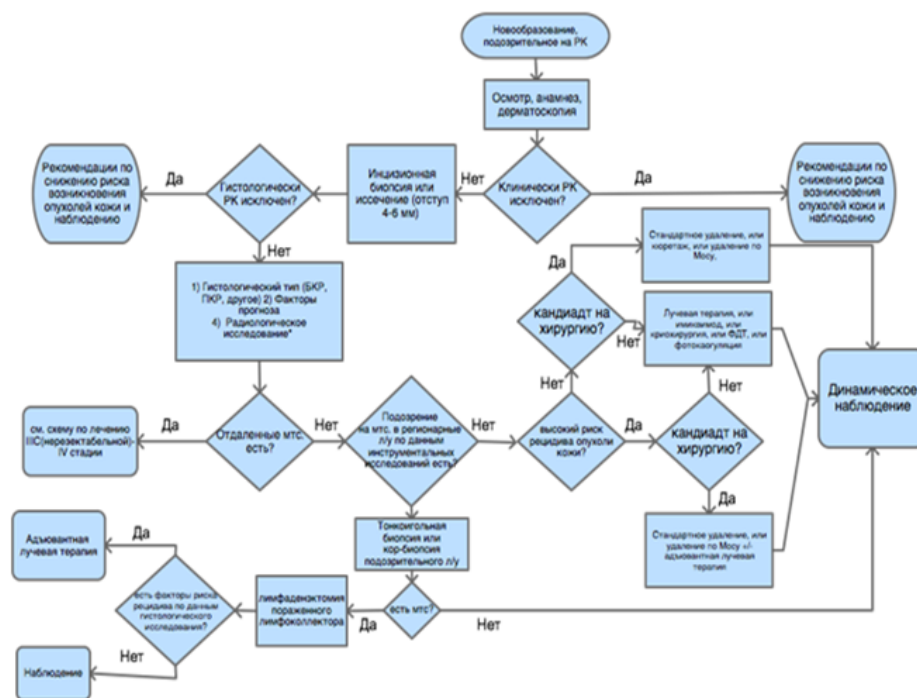 Новообразование,
подозрительное на РК
Осмотр, анамнез,
дерматоскопия
Рекомендации по
снижению риска
возникновения
опухолей кожи и
наблюдению
Да
Гистологически
РК исключен?
Инцизионная
биопсия или
иссечение (отступ
4-6 мм)
Нет
Клинически РК
исключен?
Да
Рекомендации по
снижению риска
возникновения
опухолей кожи и
наблюдению
Нет
1) Гистологический тип (БКР,
ПКР, другое) 2) Факторы
прогноза
4) Радиологическое
исследование*
Стандартное удаление, или
кюретаж, или удаление по
Мосу,
Да
кандиадт на
хирургию?
Нет
Лучевая терапия, или
имихимод, или
криохирургия, или ФДТ, или
фотокоагуляция
Динамическое
наблюдение
Нет
Нет
см. схему по лечению
IIIC(нерезектабельной)-
IV стадии
Да
Отдаленные мтс.
есть?
Нет
Подозрение
на мтс. в регионарные
л/у по данным
инструментальных
исследований есть?
Нет
высокий риск
рецидива опухоли
кожи?
Да
кандиадт на
хирургию?
Да
Стандартное удаление, или
удаление по Мосу +/-
адъювантная лучевая
терапия
Тонкоигольная
биопсия или
кор-биопсия
подозрительного л/у
Адъювантная
лучевая терапия
Да
есть факторы риска
рецидива по данным
гистологического
исследования?
лимфаденэктомия
пораженного
лимфоколлектора
Да
есть мтс?
Нет
Нет
Наблюдение